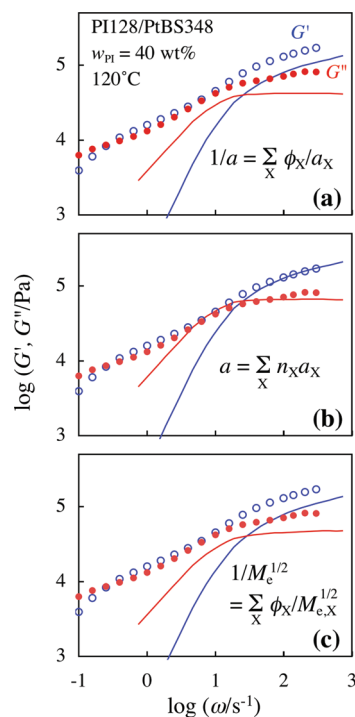 PI128/PtBS348
w_PI = 40 wt%
120°C
G'
G"
5
4
3
1/a = Σ_X ϕ_X/a_X
(a)
5
4
3
a = Σ_X n_X a_X
(b)
5
4
3
1/M_e^{1/2}
= Σ_X ϕ_X/M_{e,X}^{1/2}
(c)
-1 0 1 2 3
log (G', G"/Pa)
log (ω/s⁻¹)